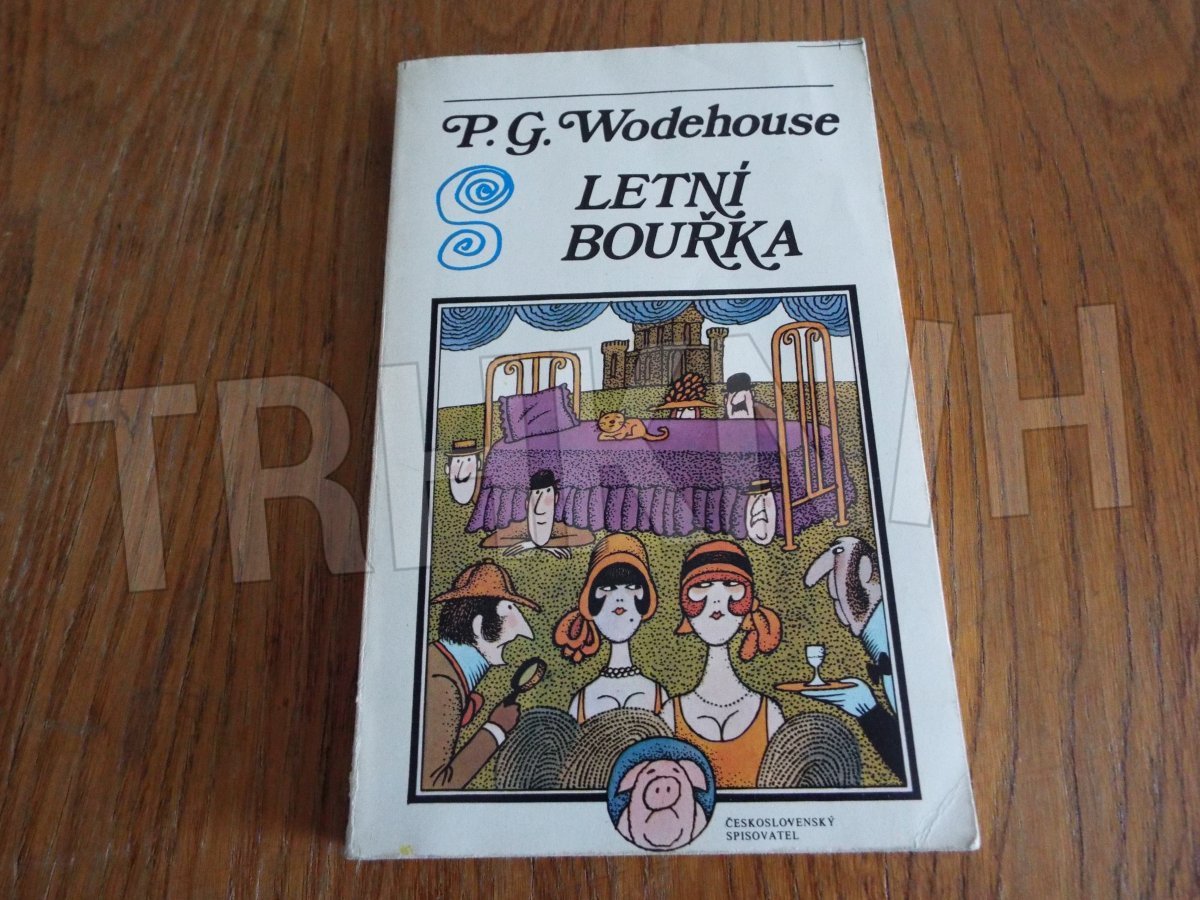 P. G. Wodehouse
LETNÍ
BOUŘKA
ČESKOSLOVENSKÝ
SPISOVATEL